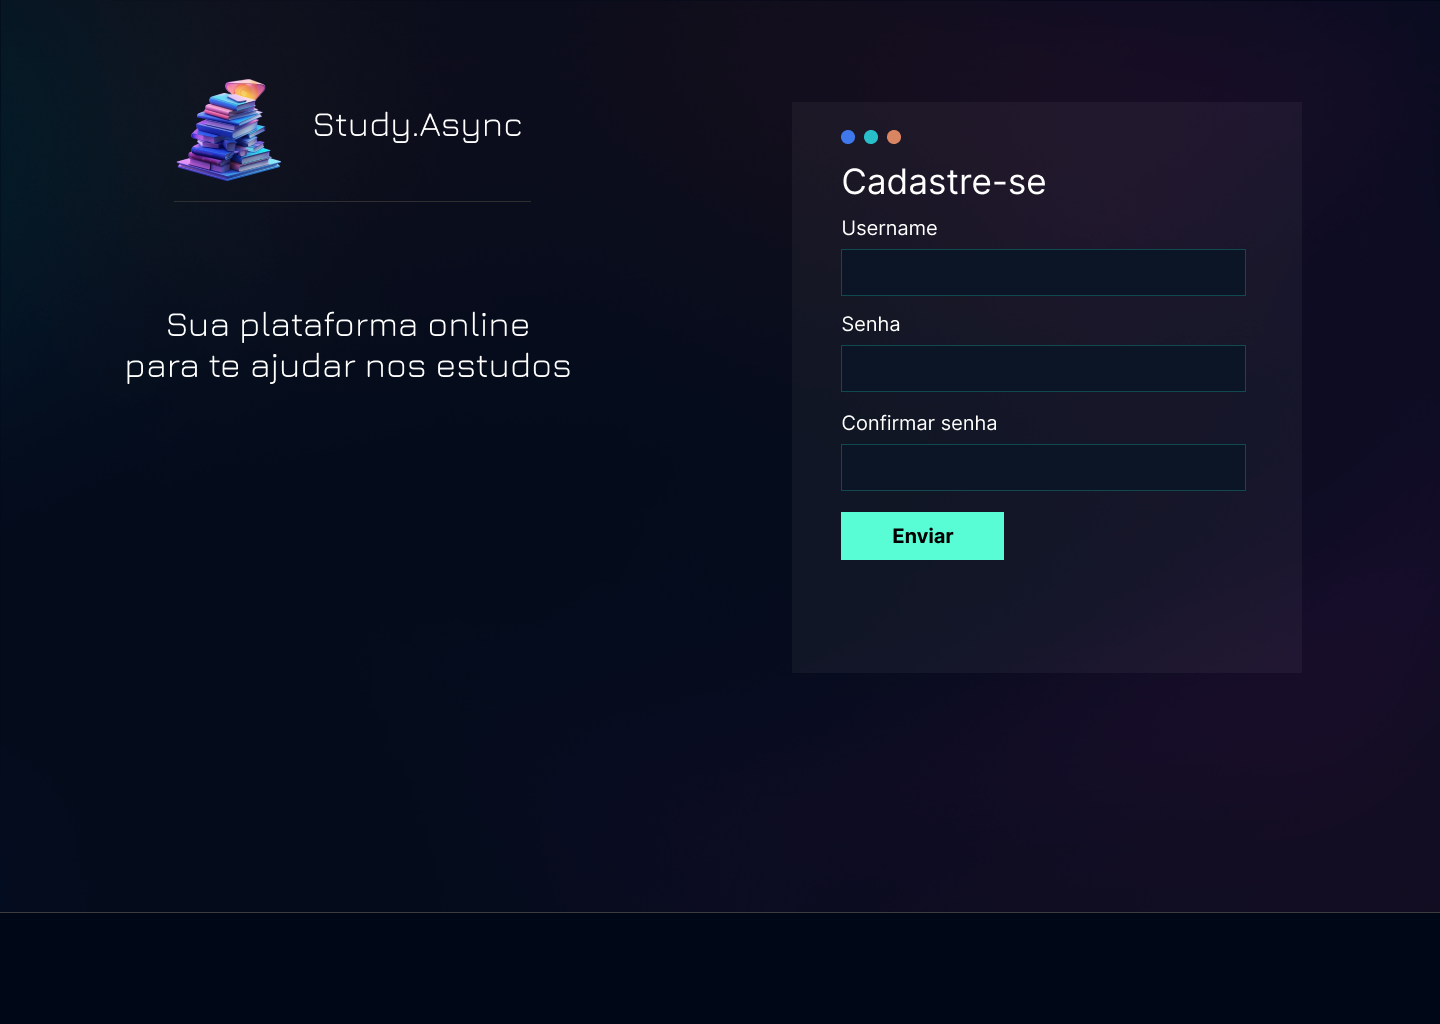 Study.Async
Sua plataforma online
para te ajudar nos estudos
Cadastre-se
Username
Senha
Confirmar senha
Enviar